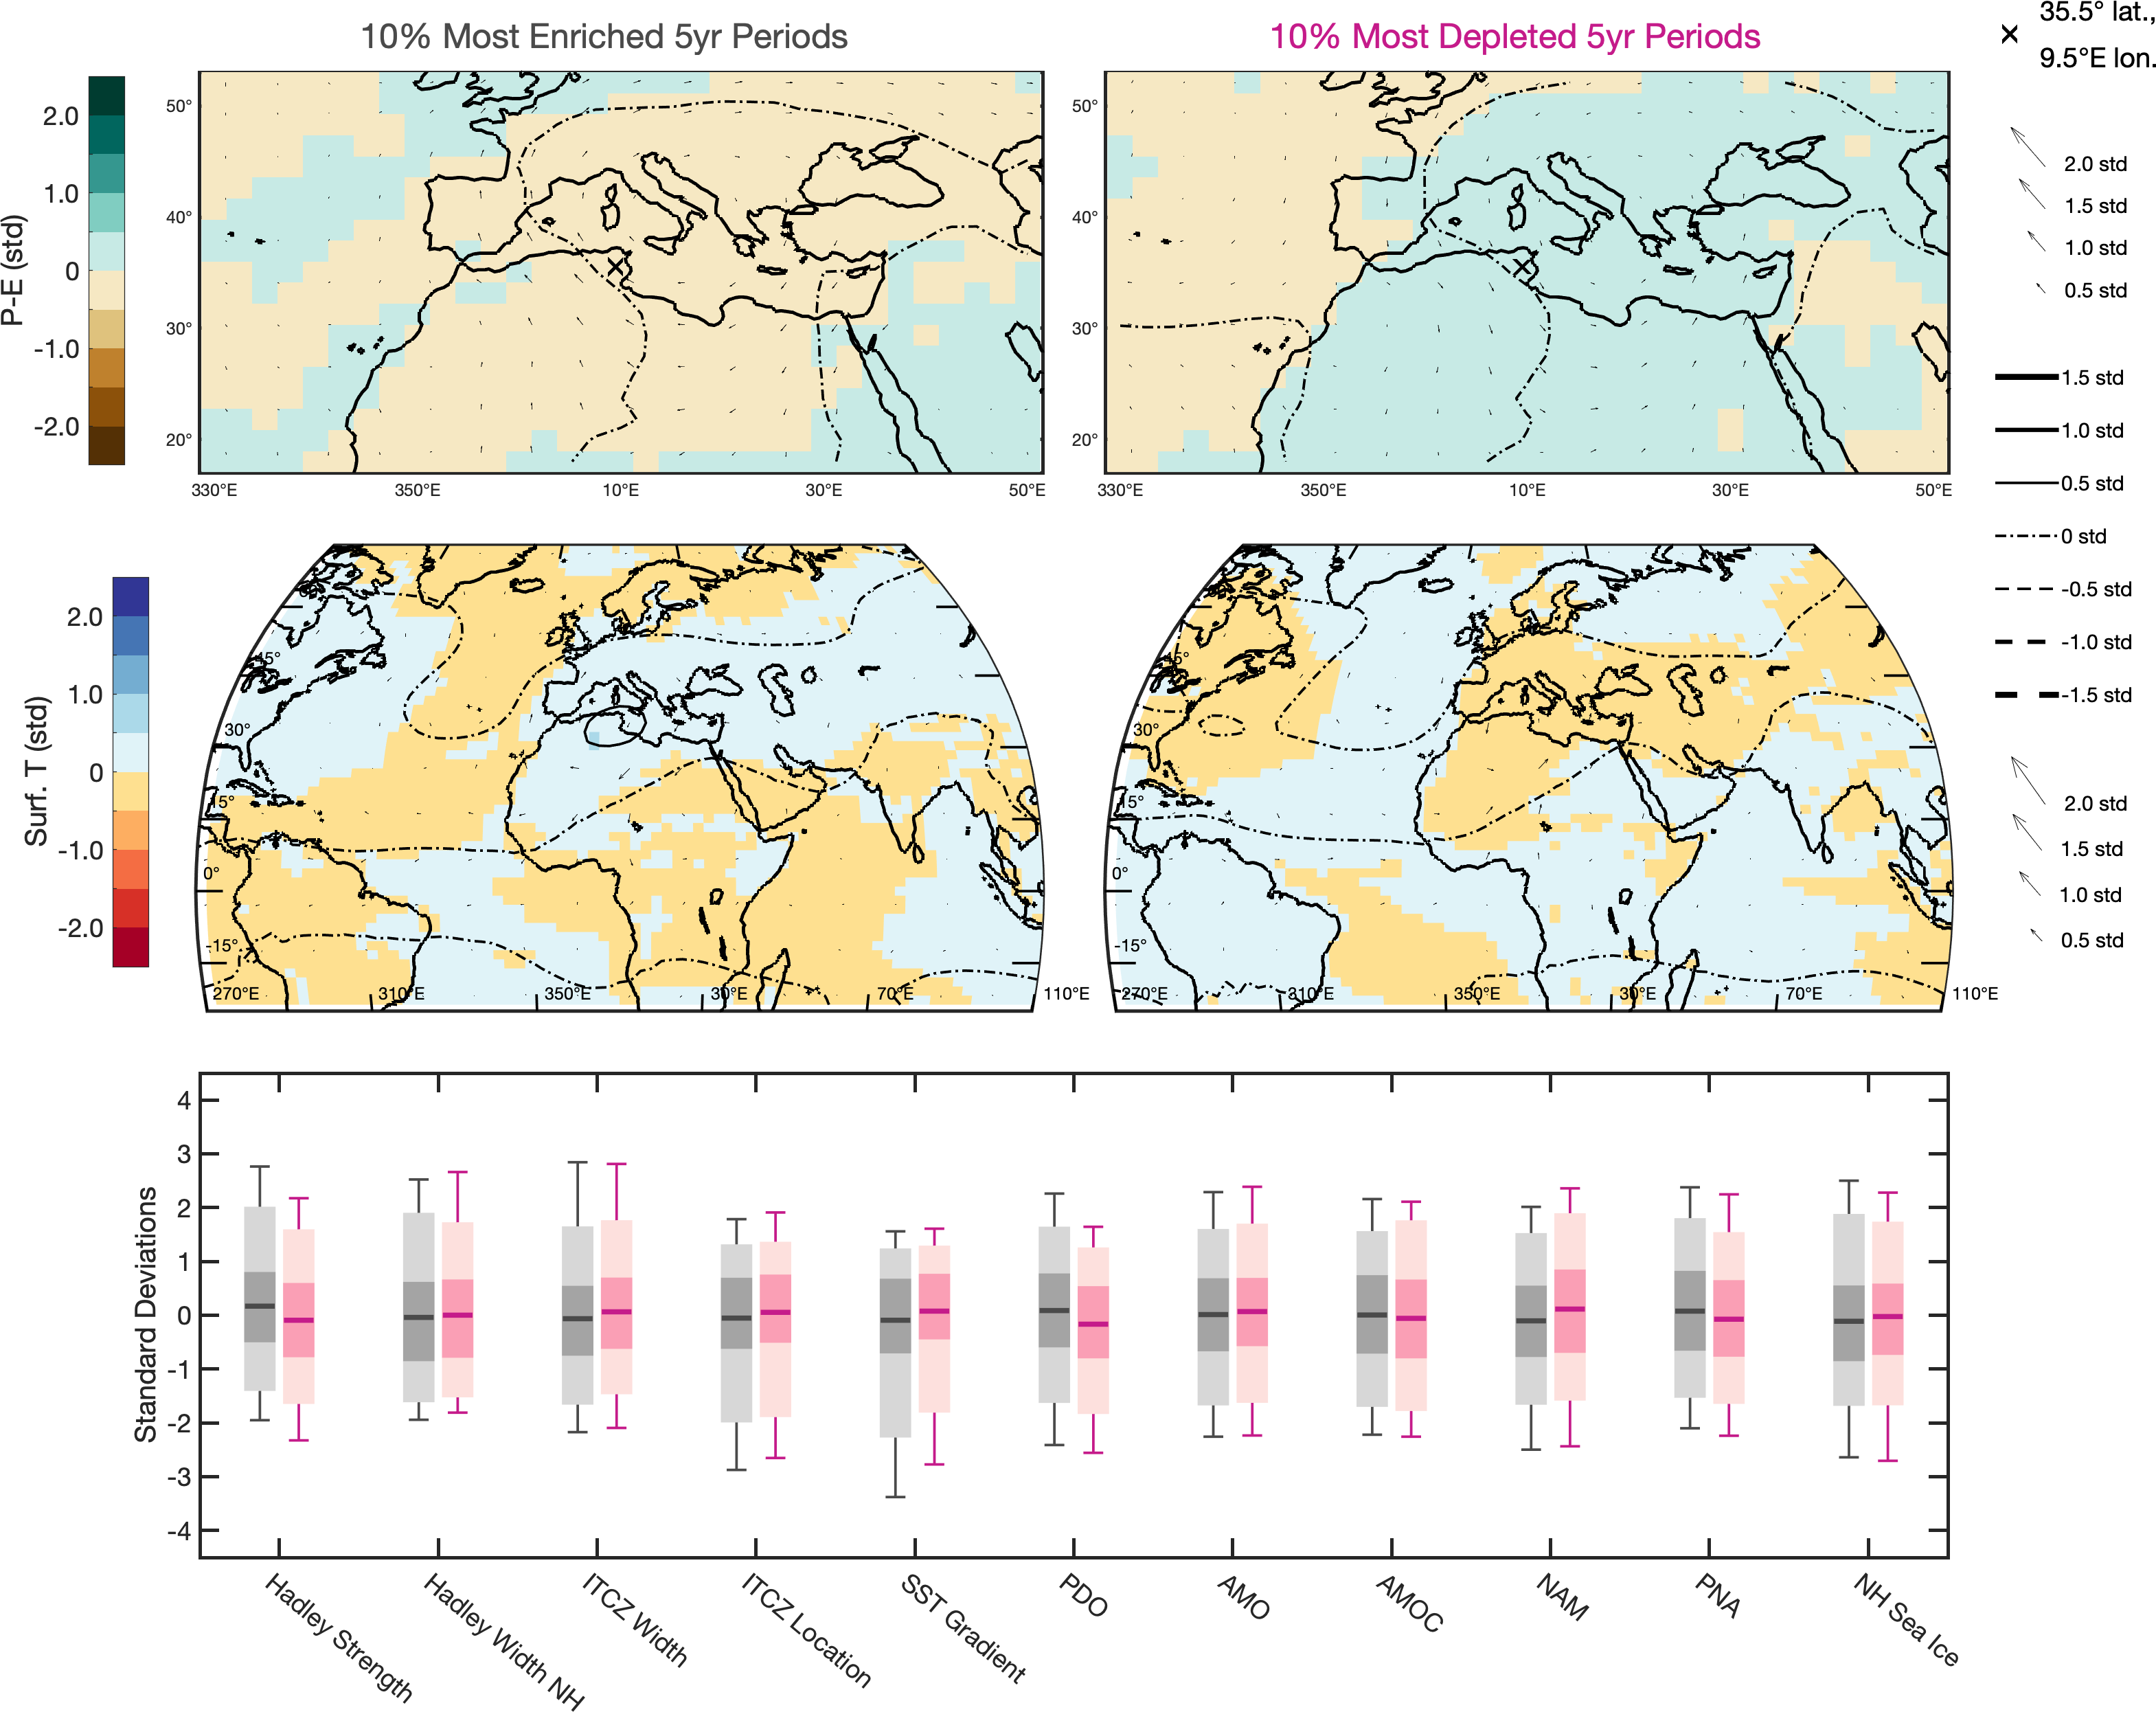 10% Most Enriched 5yr Periods
10% Most Depleted 5yr Periods
35.5° lat.,
9.5°E lon.
P-E (std)
2.0
1.0
0
-1.0
-2.0
50°
40°
30°
20°
330°E
350°E
10°E
30°E
50°E
50°
40°
30°
20°
330°E
350°E
10°E
30°E
50°E
2.0 std
1.5 std
1.0 std
0.5 std
1.5 std
1.0 std
0.5 std
0 std
-0.5 std
-1.0 std
-1.5 std
Surf. T (std)
2.0
1.0
0
-1.0
-2.0
45°
30°
15°
0°
-15°
270°E
310°E
350°E
30°E
70°E
110°E
45°
30°
15°
0°
-15°
270°E
310°E
350°E
30°E
70°E
110°E
2.0 std
1.5 std
1.0 std
0.5 std
Standard Deviations
4
3
2
1
0
-1
-2
-3
-4
Hadley Strength
Hadley Width NH
ITCZ Width
ITCZ Location
SST Gradient
PDO
AMO
AMOC
NAM
PNA
NH Sea Ice